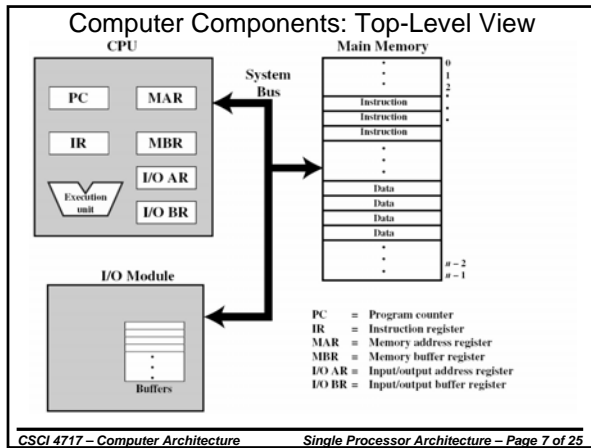 Computer Components: Top-Level View
CPU
PC
MAR
IR
MBR
I/O AR
Execution
unit
I/O BR
System
Bus
Main Memory
0
1
2
Instruction
Instruction
Instruction
Data
Data
Data
Data
n – 2
n – 1
I/O Module
Buffers
PC = Program counter
IR = Instruction register
MAR = Memory address register
MBR = Memory buffer register
I/O AR = Input/output address register
I/O BR = Input/output buffer register
CSCI 4717 – Computer Architecture
Single Processor Architecture – Page 7 of 25